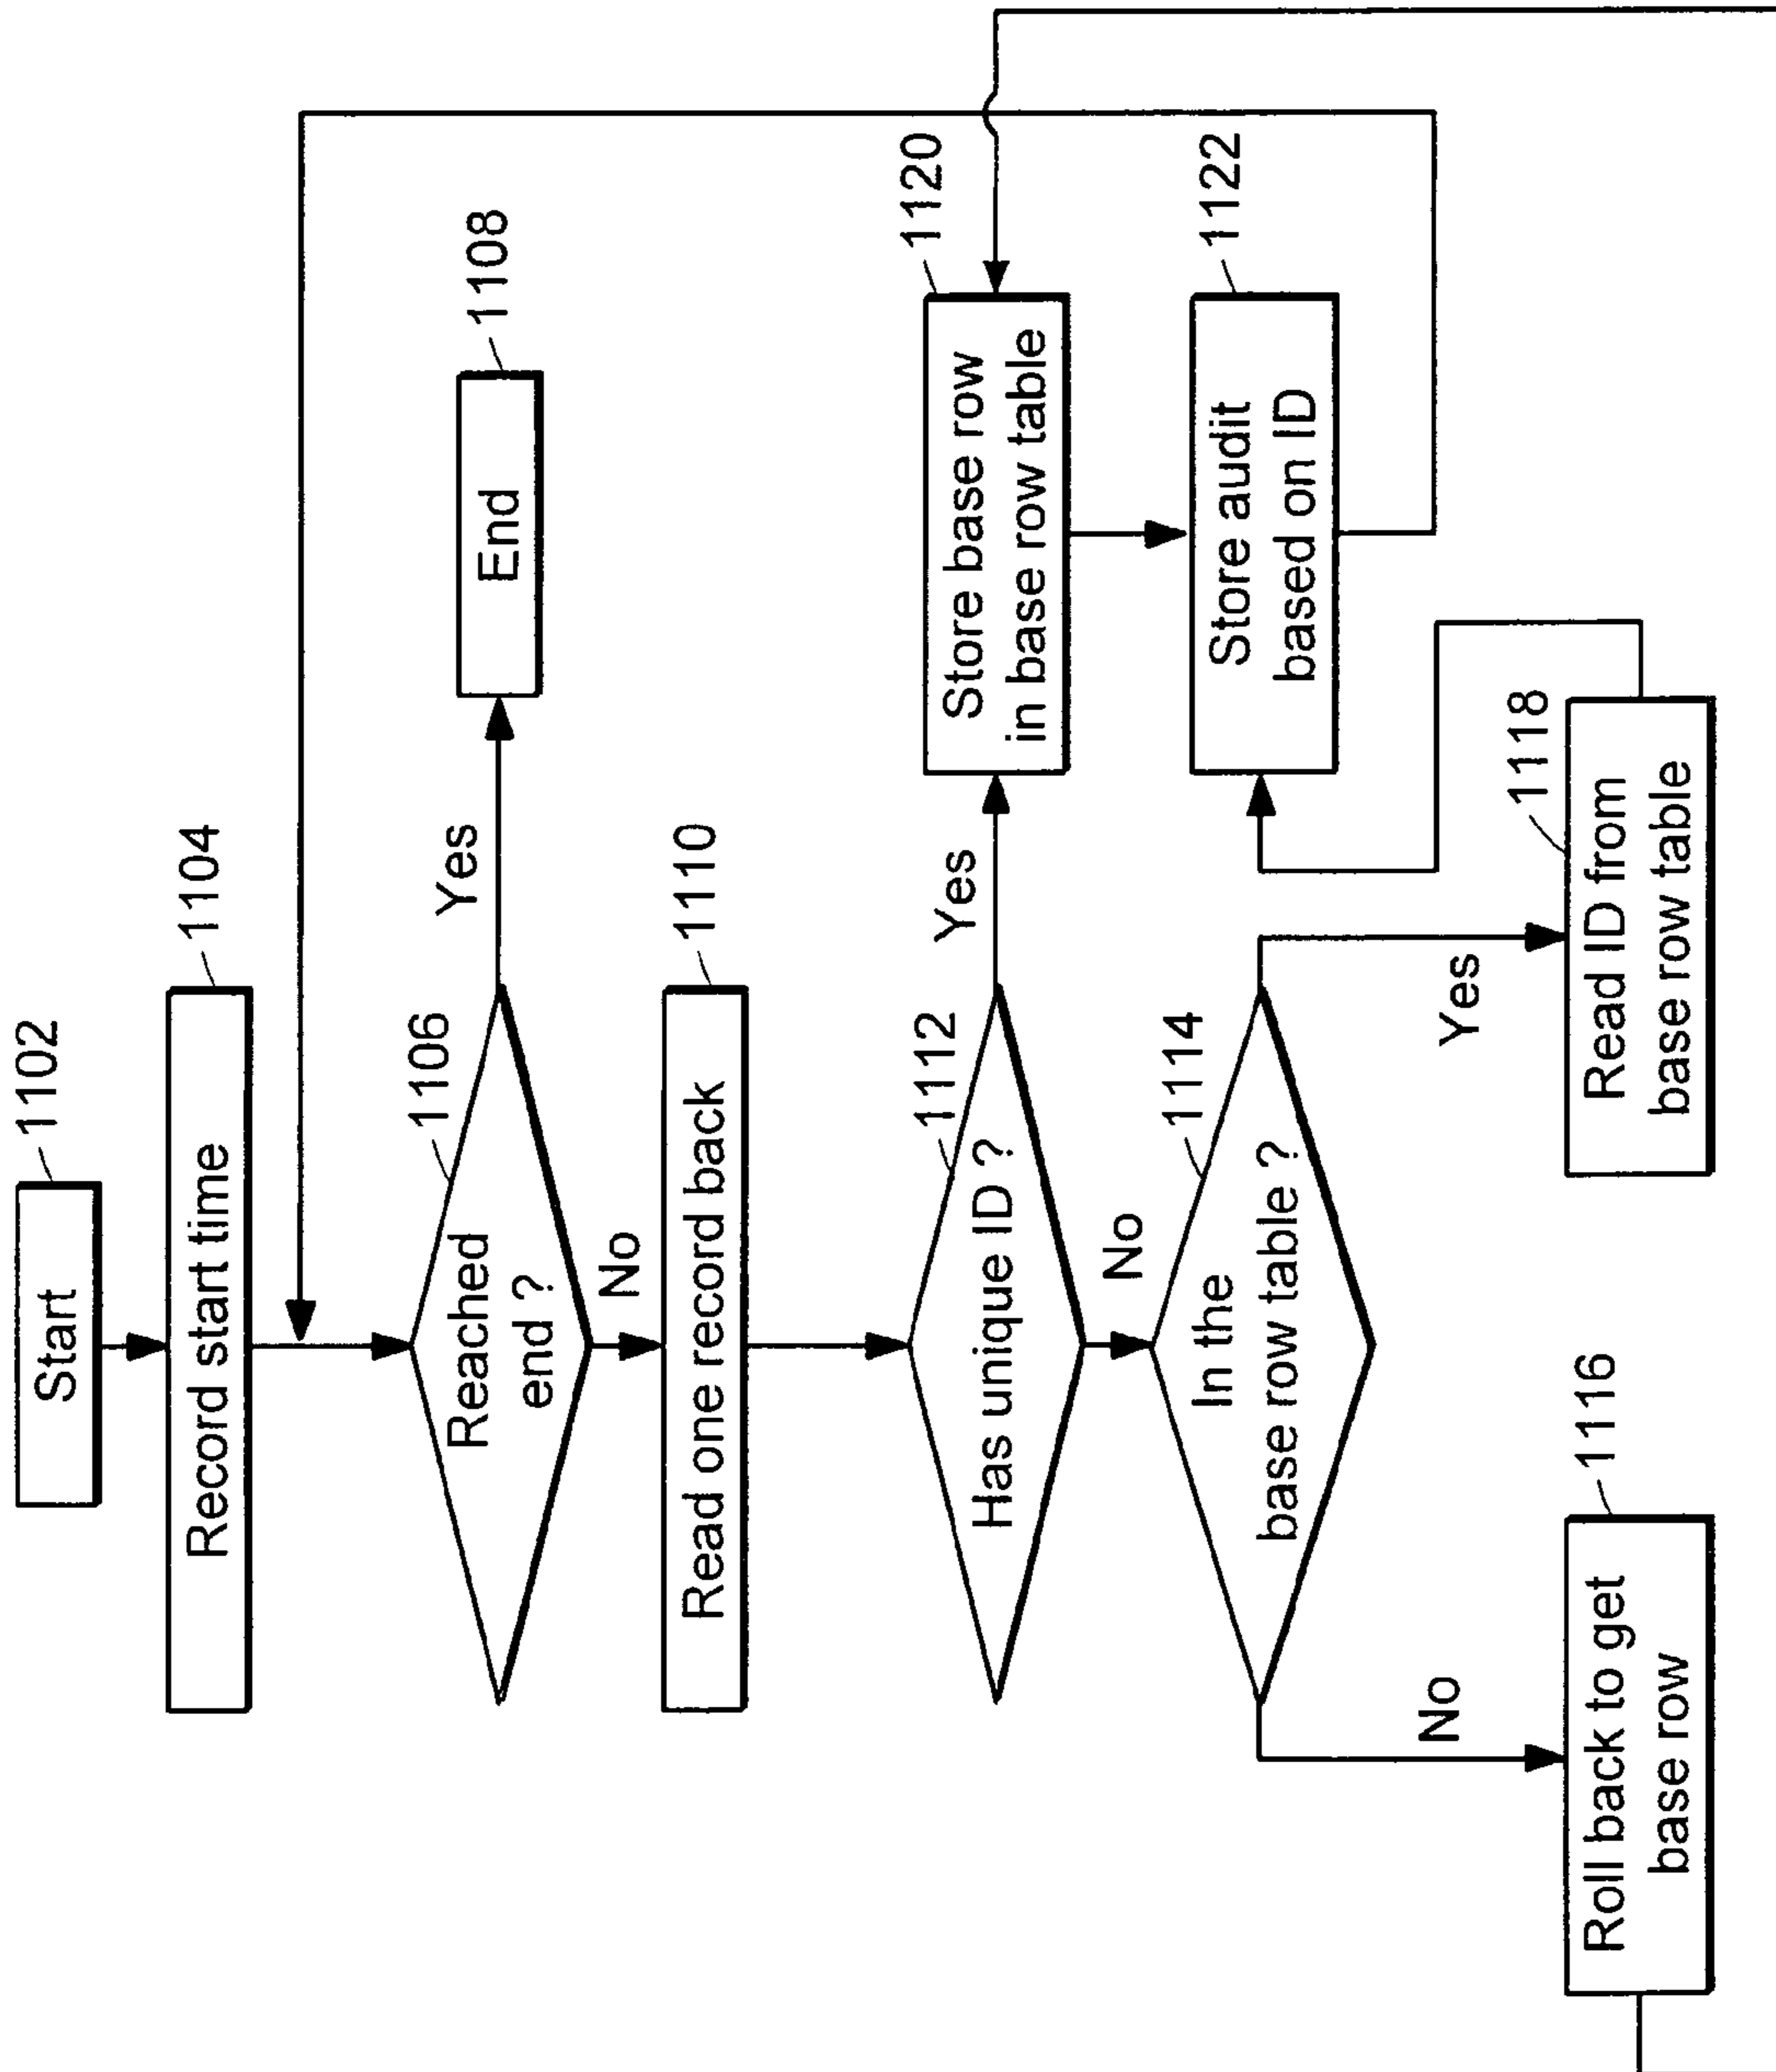 Start
1102
Record start time
1104
Reached
end ?
1106
Yes
End
1108
No
Read one record back
1110
Has unique ID ?
1112
Yes
Store base row
in base row table
1120
No
In the
base row table ?
1114
Store audit
based on ID
1122
No
Yes
Roll back to get
base row
1116
Read ID from
base row table
1118